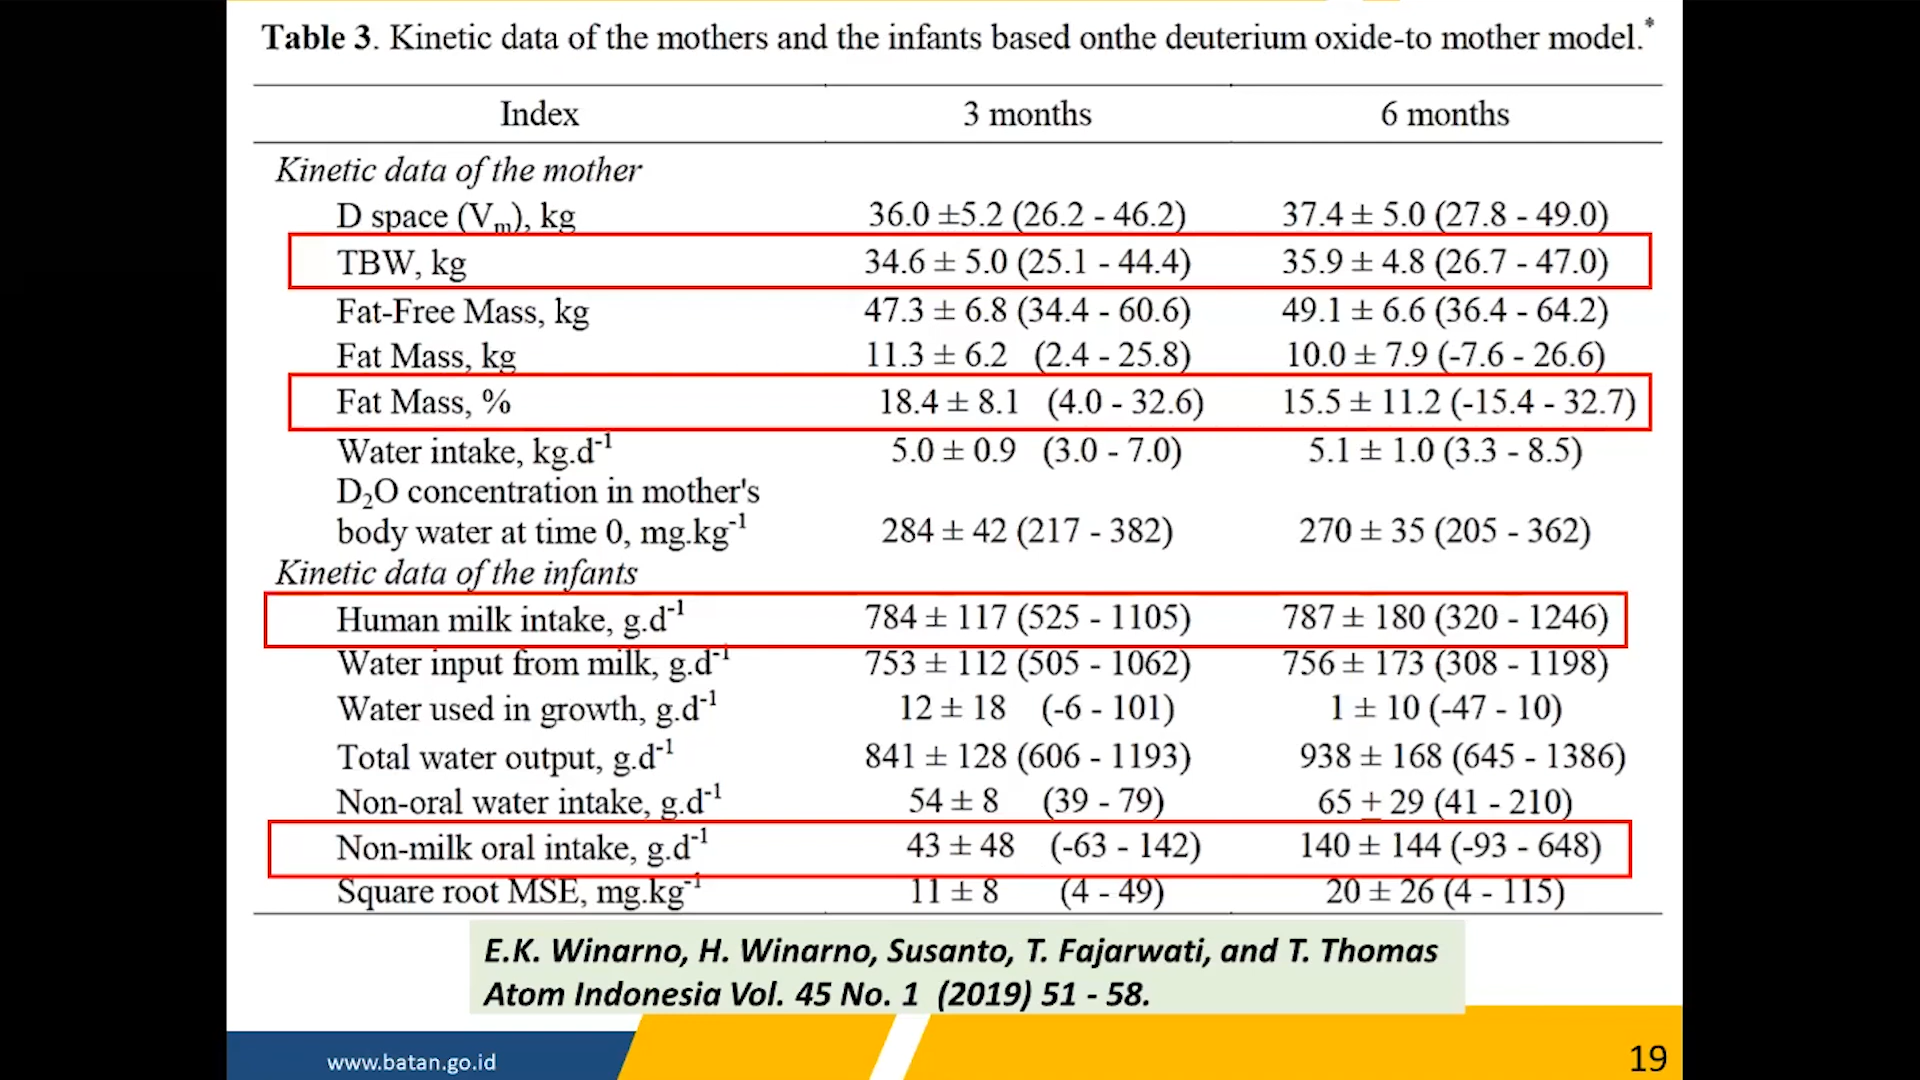 Table 3. Kinetic data of the mothers and the infants based onthe deuterium oxide-to mother model.*
Index 3 months 6 months
Kinetic data of the mother
D space (Vm), kg 36.0 ±5.2 (26.2 - 46.2) 37.4 ± 5.0 (27.8 - 49.0)
TBW, kg 34.6 ± 5.0 (25.1 - 44.4) 35.9 ± 4.8 (26.7 - 47.0)
Fat-Free Mass, kg 47.3 ± 6.8 (34.4 - 60.6) 49.1 ± 6.6 (36.4 - 64.2)
Fat Mass, kg 11.3 ± 6.2 (2.4 - 25.8) 10.0 ± 7.9 (-7.6 - 26.6)
Fat Mass, % 18.4 ± 8.1 (4.0 - 32.6) 15.5 ± 11.2 (-15.4 - 32.7)
Water intake, kg.d-1 5.0 ± 0.9 (3.0 - 7.0) 5.1 ± 1.0 (3.3 - 8.5)
D2O concentration in mother's
body water at time 0, mg.kg-1 284 ± 42 (217 - 382) 270 ± 35 (205 - 362)
Kinetic data of the infants
Human milk intake, g.d-1 784 ± 117 (525 - 1105) 787 ± 180 (320 - 1246)
Water input from milk, g.d-1 753 ± 112 (505 - 1062) 756 ± 173 (308 - 1198)
Water used in growth, g.d-1 12 ± 18 (-6 - 101) 1 ± 10 (-47 - 10)
Total water output, g.d-1 841 ± 128 (606 - 1193) 938 ± 168 (645 - 1386)
Non-oral water intake, g.d-1 54 ± 8 (39 - 79) 65 ± 29 (41 - 210)
Non-milk oral intake, g.d-1 43 ± 48 (-63 - 142) 140 ± 144 (-93 - 648)
Square root MSE, mg.kg-1 11 ± 8 (4 - 49) 20 ± 26 (4 - 115)
E.K. Winarno, H. Winarno, Susanto, T. Fajarwati, and T. Thomas
Atom Indonesia Vol. 45 No. 1 (2019) 51 - 58.
www.batan.go.id
19